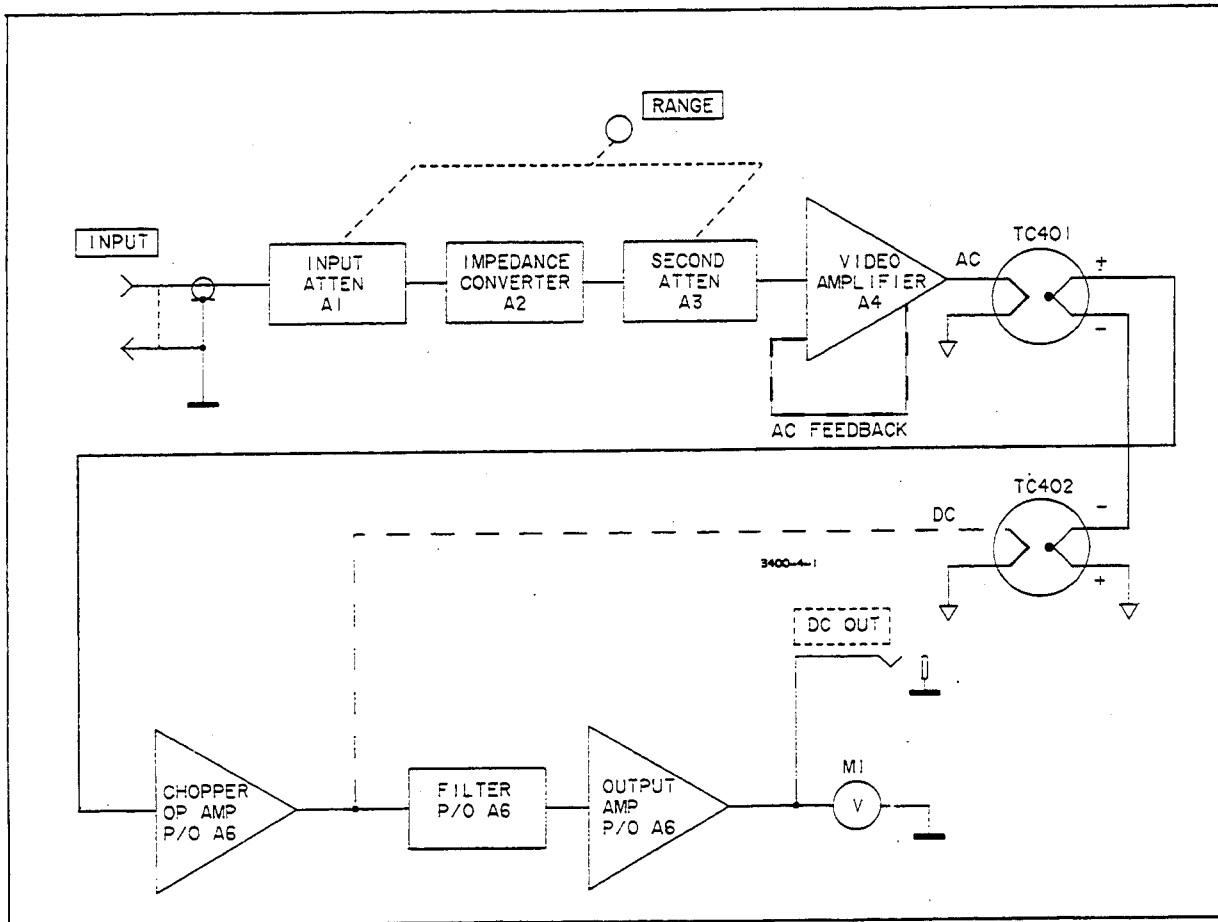 RANGE
INPUT
INPUT
ATTEN
A1
IMPEDANCE
CONVERTER
A2
SECOND
ATTEN
A3
VIDEO
AMPLIFIER
A4
AC
TC401
+
-
AC FEEDBACK
TC402
-
+
DC
3400-4-1
DC OUT
CHOPPER
OP AMP
P/O A6
FILTER
P/O A6
OUTPUT
AMP
P/O A6
M1
V